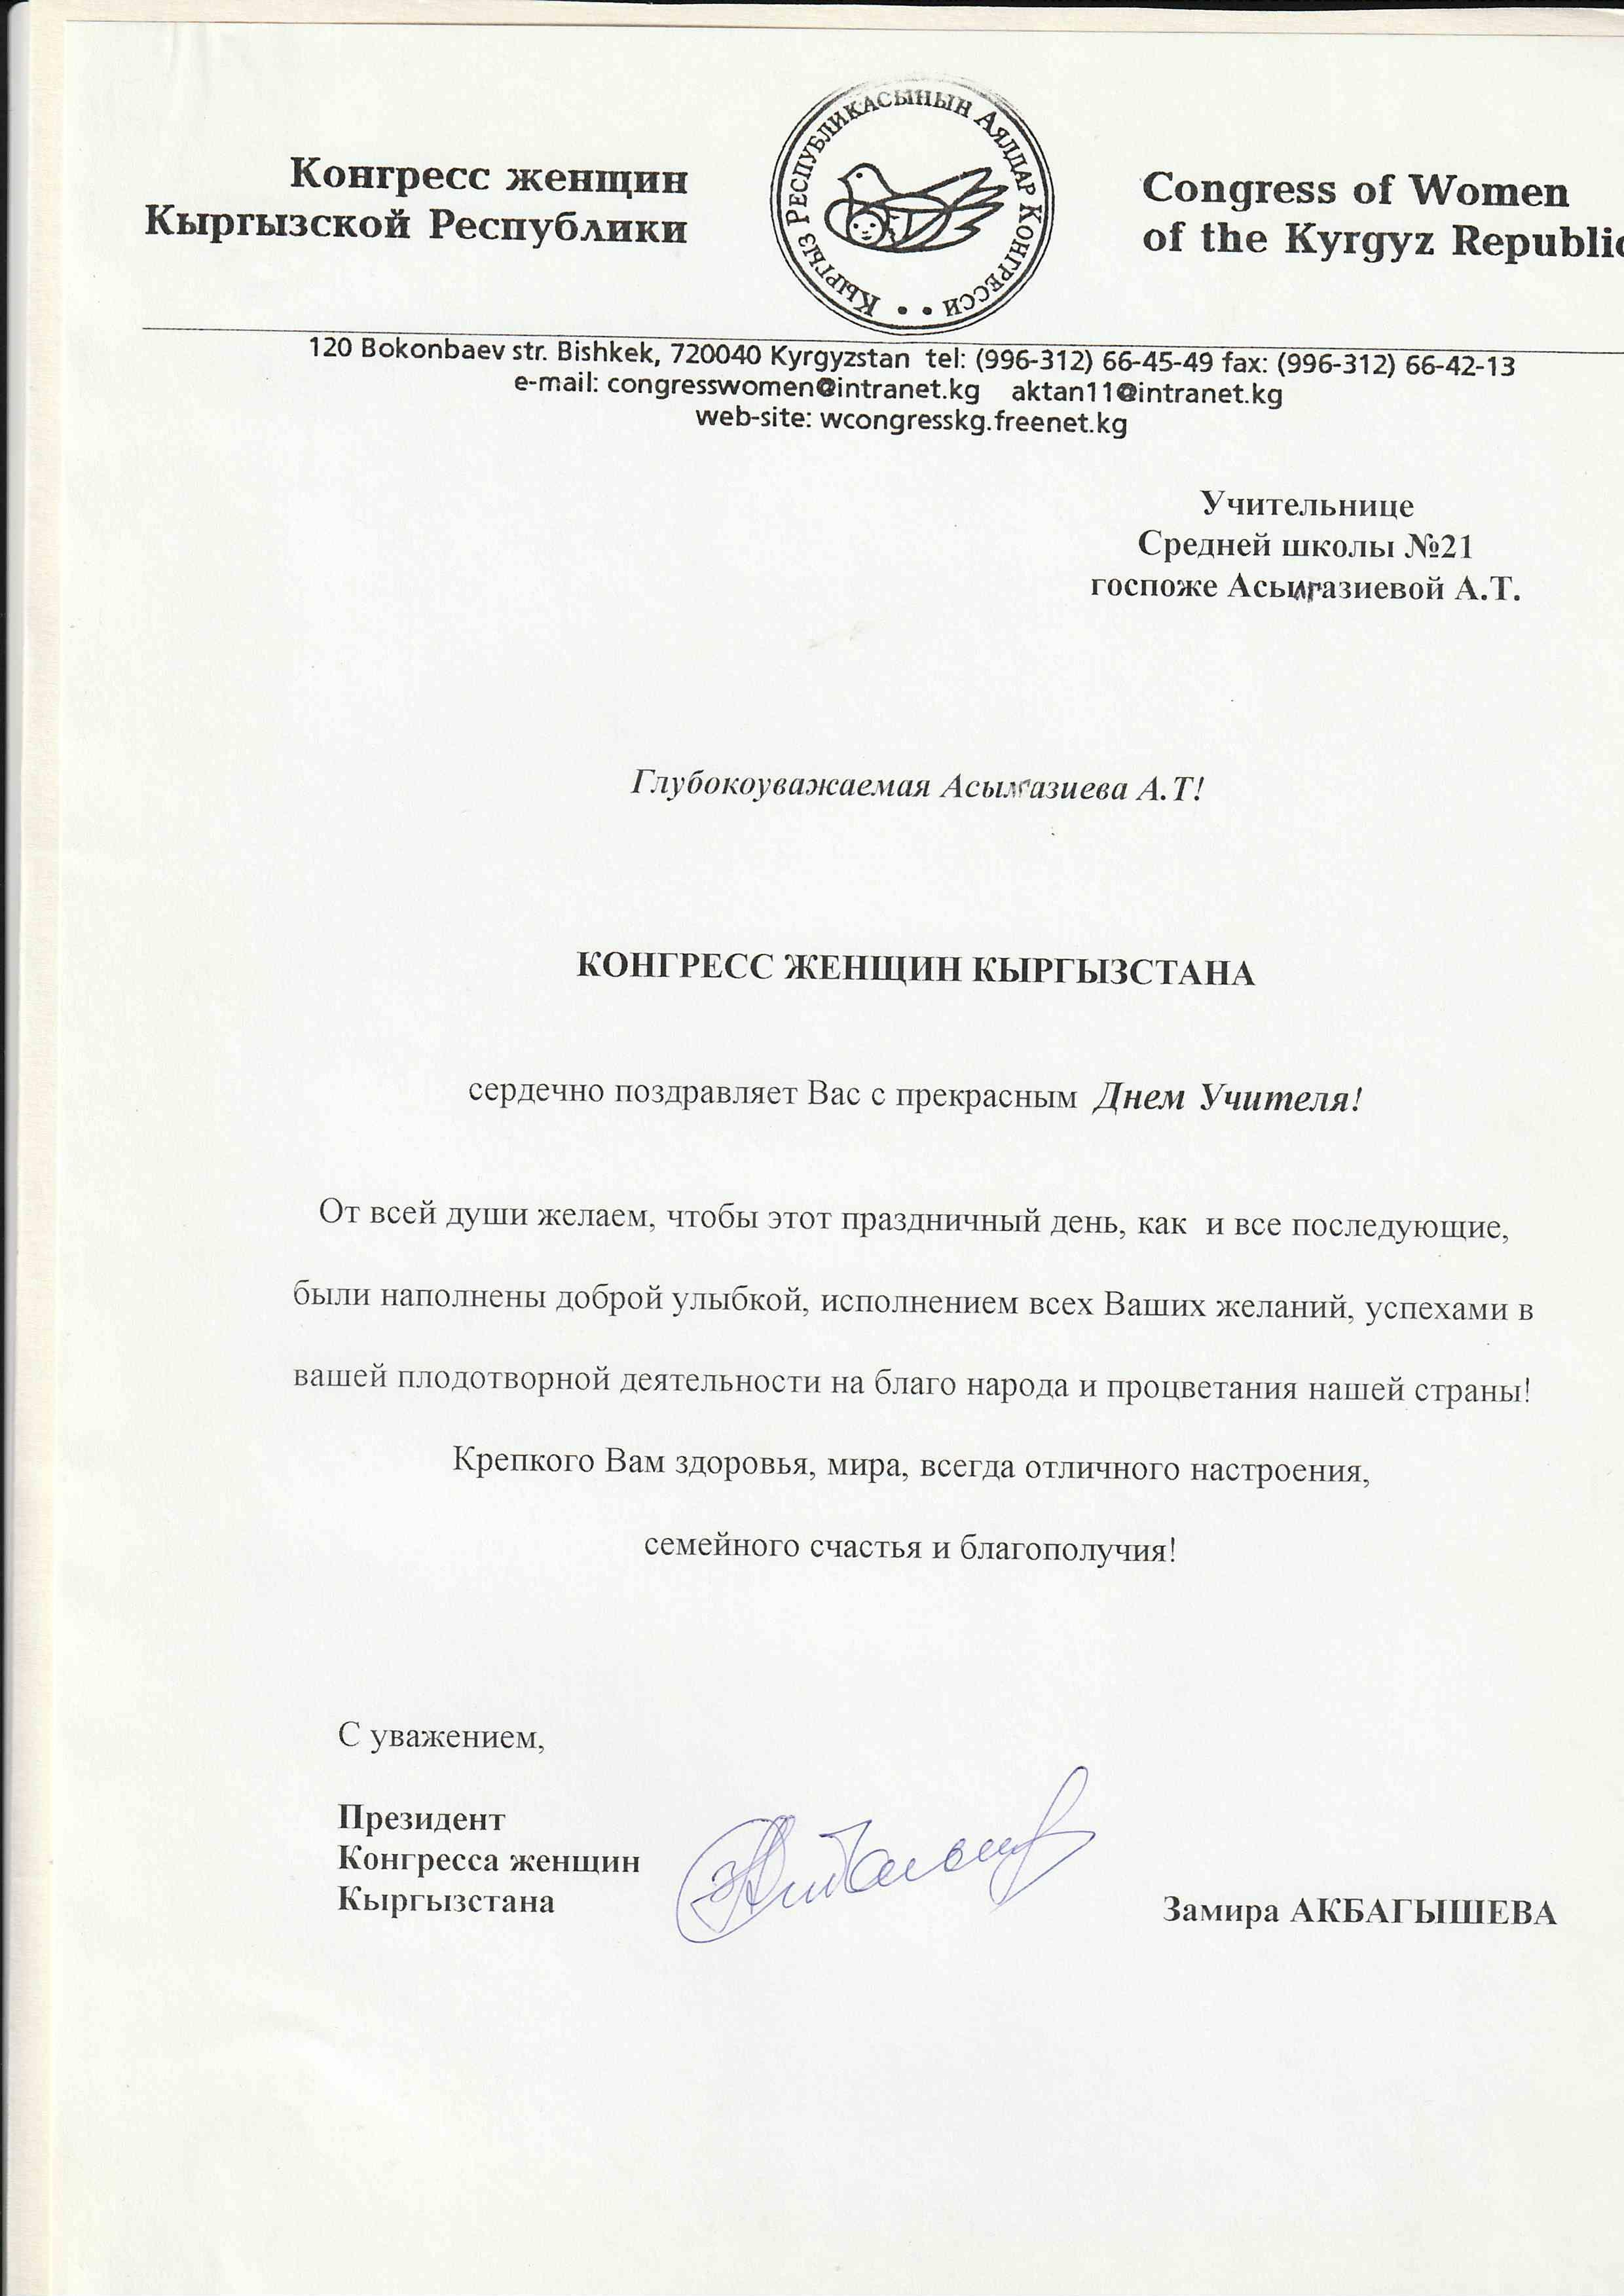 Конгресс женщин
Кыргызской Республики
КЫРГЫЗ РЕСПУБЛИКАСЫНЫН АЯЛДАР КОНГРЕССИ
Congress of Women
of the Kyrgyz Republic
120 Bokonbaev str. Bishkek, 720040 Kyrgyzstan tel: (996-312) 66-45-49 fax: (996-312) 66-42-13
e-mail: congresswomen@intranet.kg aktan11@intranet.kg
web-site: wcongresskg.freenet.kg
Учительнице
Средней школы №21
госпоже Асылгазиевой А.Т.
Глубокоуважаемая Асылгазиева А.Т!
КОНГРЕСС ЖЕНЩИН КЫРГЫЗСТАНА
сердечно поздравляет Вас с прекрасным Днем Учителя!
От всей души желаем, чтобы этот праздничный день, как и все последующие,
были наполнены доброй улыбкой, исполнением всех Ваших желаний, успехами в
вашей плодотворной деятельности на благо народа и процветания нашей страны!
Крепкого Вам здоровья, мира, всегда отличного настроения,
семейного счастья и благополучия!
С уважением,
Президент
Конгресса женщин
Кыргызстана
Замира АКБАГЫШЕВА